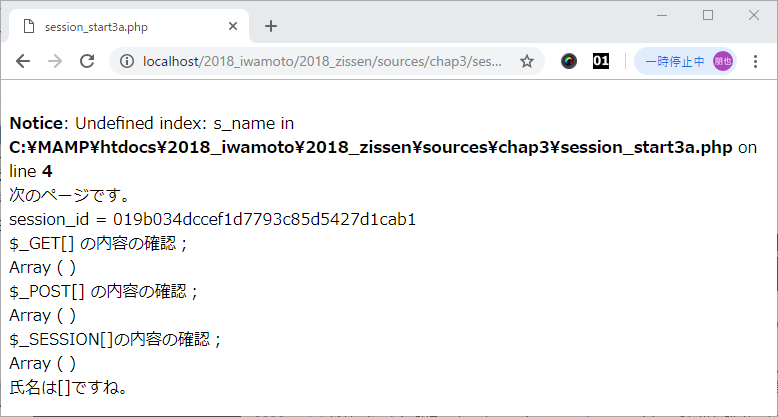 session_start3a.php
localhost/2018_iwamoto/2018_zissen/sources/chap3/ses...
01
一時停止中
朋也
Notice: Undefined index: s_name in
C:¥MAMP¥htdocs¥2018_iwamoto¥2018_zissen¥sources¥chap3¥session_start3a.php on
line 4
次のページです。
session_id = 019b034dccef1d7793c85d5427d1cab1
$_GET[] の内容の確認；
Array ( )
$_POST[] の内容の確認；
Array ( )
$_SESSION[]の内容の確認；
Array ( )
氏名は[]ですね。